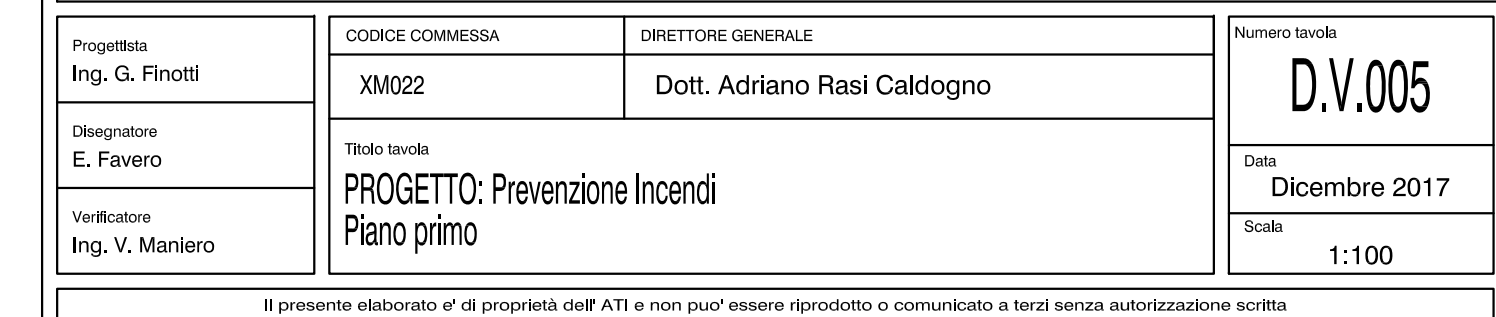 Progettista
Ing. G. Finotti
Disegnatore
E. Favero
Verificatore
Ing. V. Maniero
CODICE COMMESSA
XM022
DIRETTORE GENERALE
Dott. Adriano Rasi Caldogno
Titolo tavola
PROGETTO: Prevenzione Incendi
Piano primo
Numero tavola
D.V.005
Data
Dicembre 2017
Scala
1:100
Il presente elaborato e' di proprietà dell' ATI e non puo' essere riprodotto o comunicato a terzi senza autorizzazione scritta